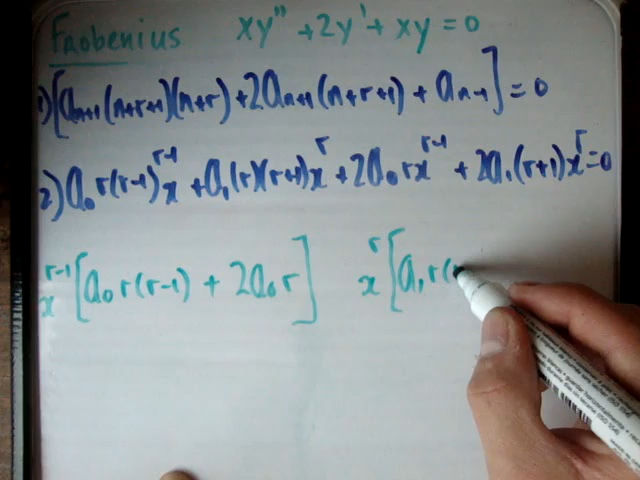 Frobenius xy'' + 2y' + xy = 0
1) [a_{n+1}(n+r+1)(n+r) + 2a_{n+1}(n+r+1) + a_{n-1}] = 0
2) a_0 r(r-1)x^{r-1} + a_1(r)(r+1)x^r + 2a_0 r x^{r-1} + 2a_1(r+1)x^r = 0
x^{r-1}[a_0 r(r-1) + 2a_0 r] x^r[a_1 r(